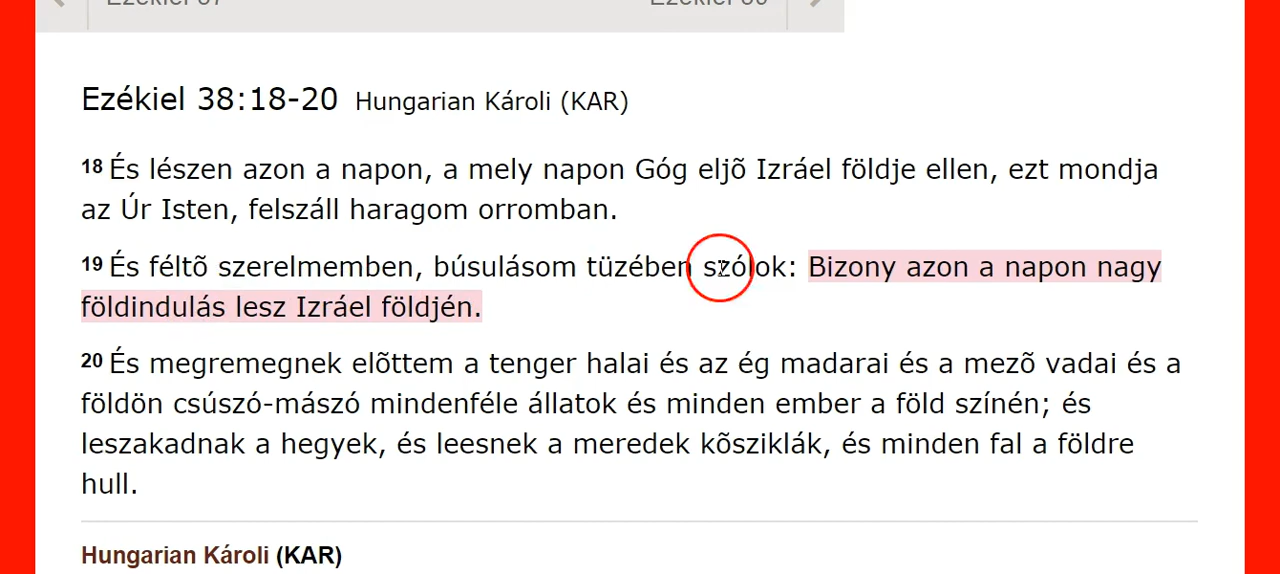 Ezékiel 38:18-20 Hungarian Károli (KAR)
18 És lészen azon a napon, a mely napon Góg eljõ Izráel földje ellen, ezt mondja
az Úr Isten, felszáll haragom orromban.
19 És féltõ szerelmemben, búsulásom tüzében szólok: Bizony azon a napon nagy
földindulás lesz Izráel földjén.
20 És megremegnek elõttem a tenger halai és az ég madarai és a mezõ vadai és a
földön csúszó-mászó mindenféle állatok és minden ember a föld színén; és
leszakadnak a hegyek, és leesnek a meredek kõsziklák, és minden fal a földre
hull.
Hungarian Károli (KAR)